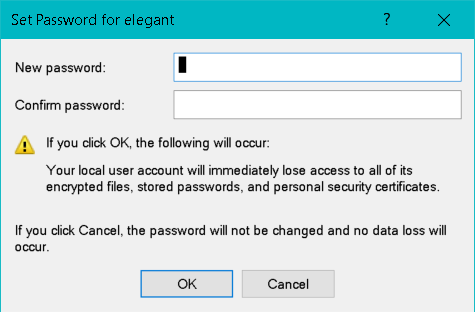 Set Password for elegant
?
New password:
Confirm password:
If you click OK, the following will occur:
Your local user account will immediately lose access to all of its
encrypted files, stored passwords, and personal security certificates.
If you click Cancel, the password will not be changed and no data loss will
occur.
OK
Cancel